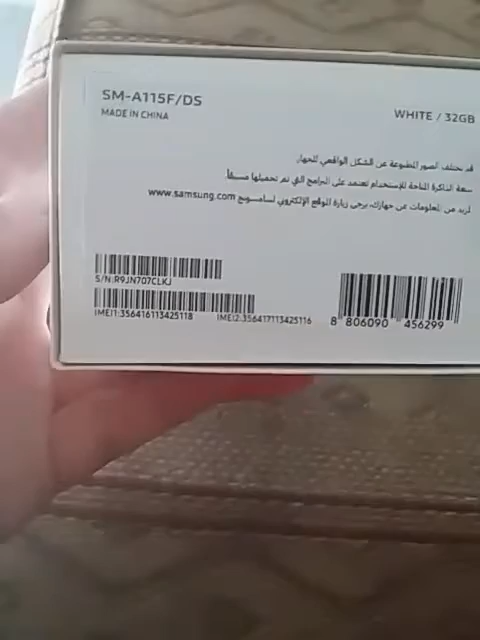 SM-A115F/DS
MADE IN CHINA
WHITE / 32GB
قد يختلف الصور المطبوعة عن الشكل الواقعي للجهاز.
سعة الذاكرة المتاحة للإستخدام تعتمد على البرامج التي تم تحميلها مسبقاً.
لمزيد من المعلومات عن جهازك، يرجى زيارة الموقع الإلكتروني لسامسونج www.samsung.com
S/N:R9JN707CLKJ
IMEI1:356416113425118 IMEI2:356417113425116
8 806090 456299